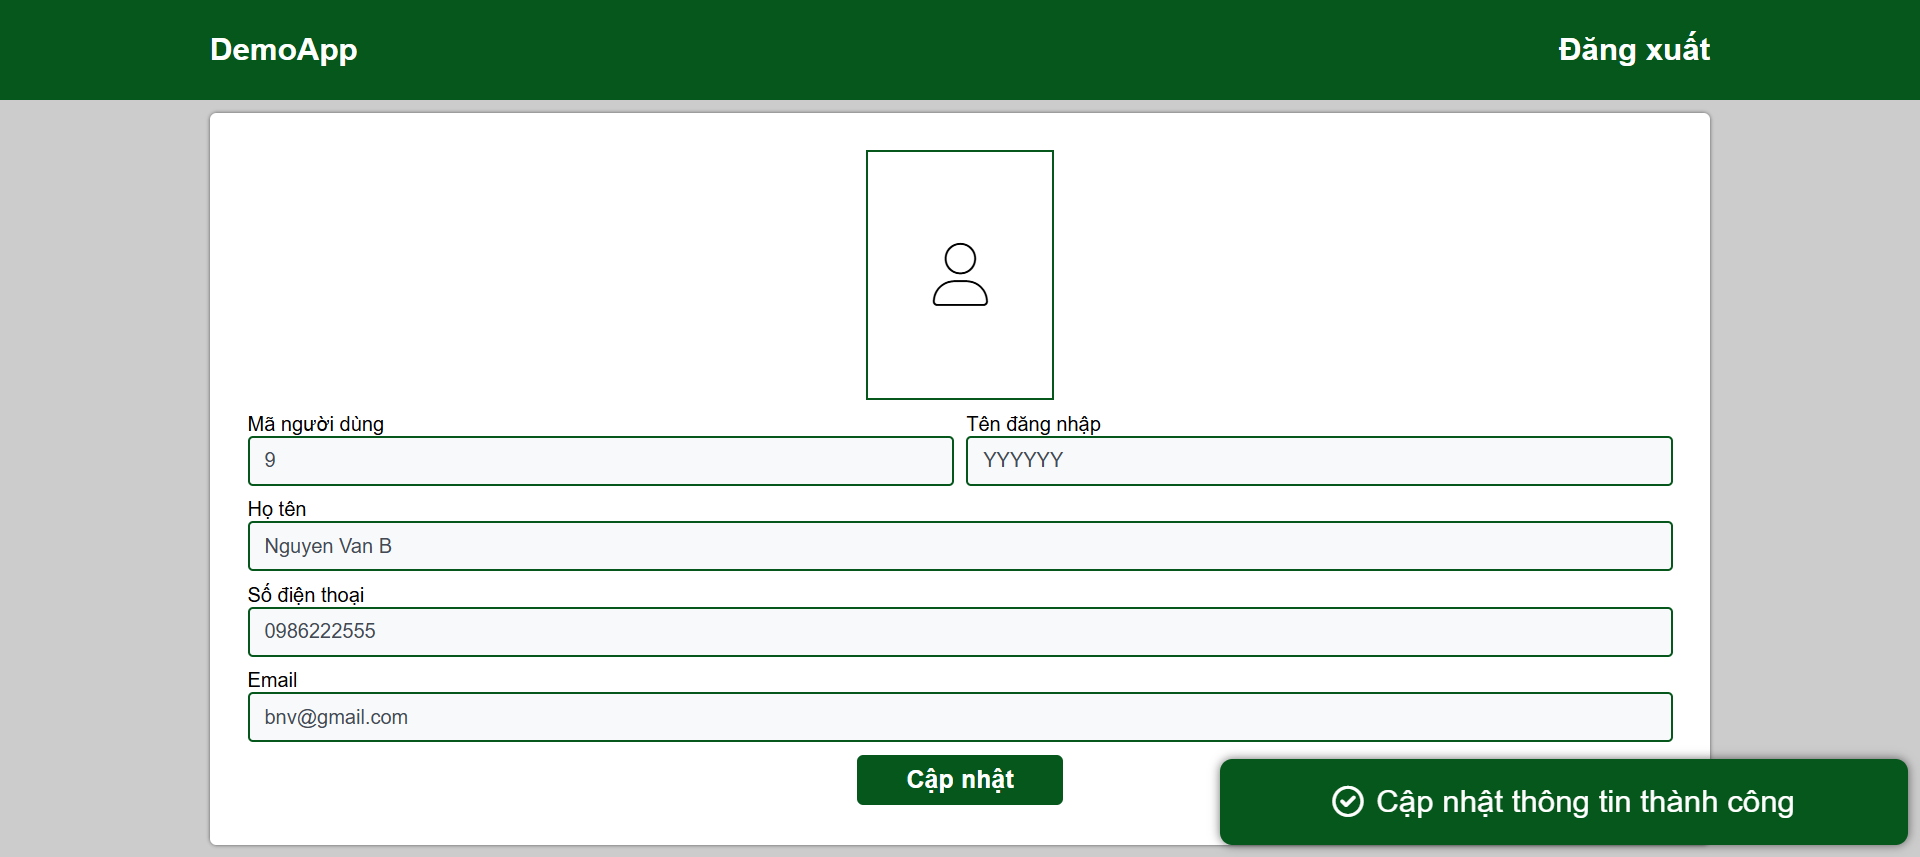 DemoApp
Đăng xuất
Mã người dùng
Tên đăng nhập
9
YYYYYY
Họ tên
Nguyen Van B
Số điện thoại
0986222555
Email
bnv@gmail.com
Cập nhật
Cập nhật thông tin thành công